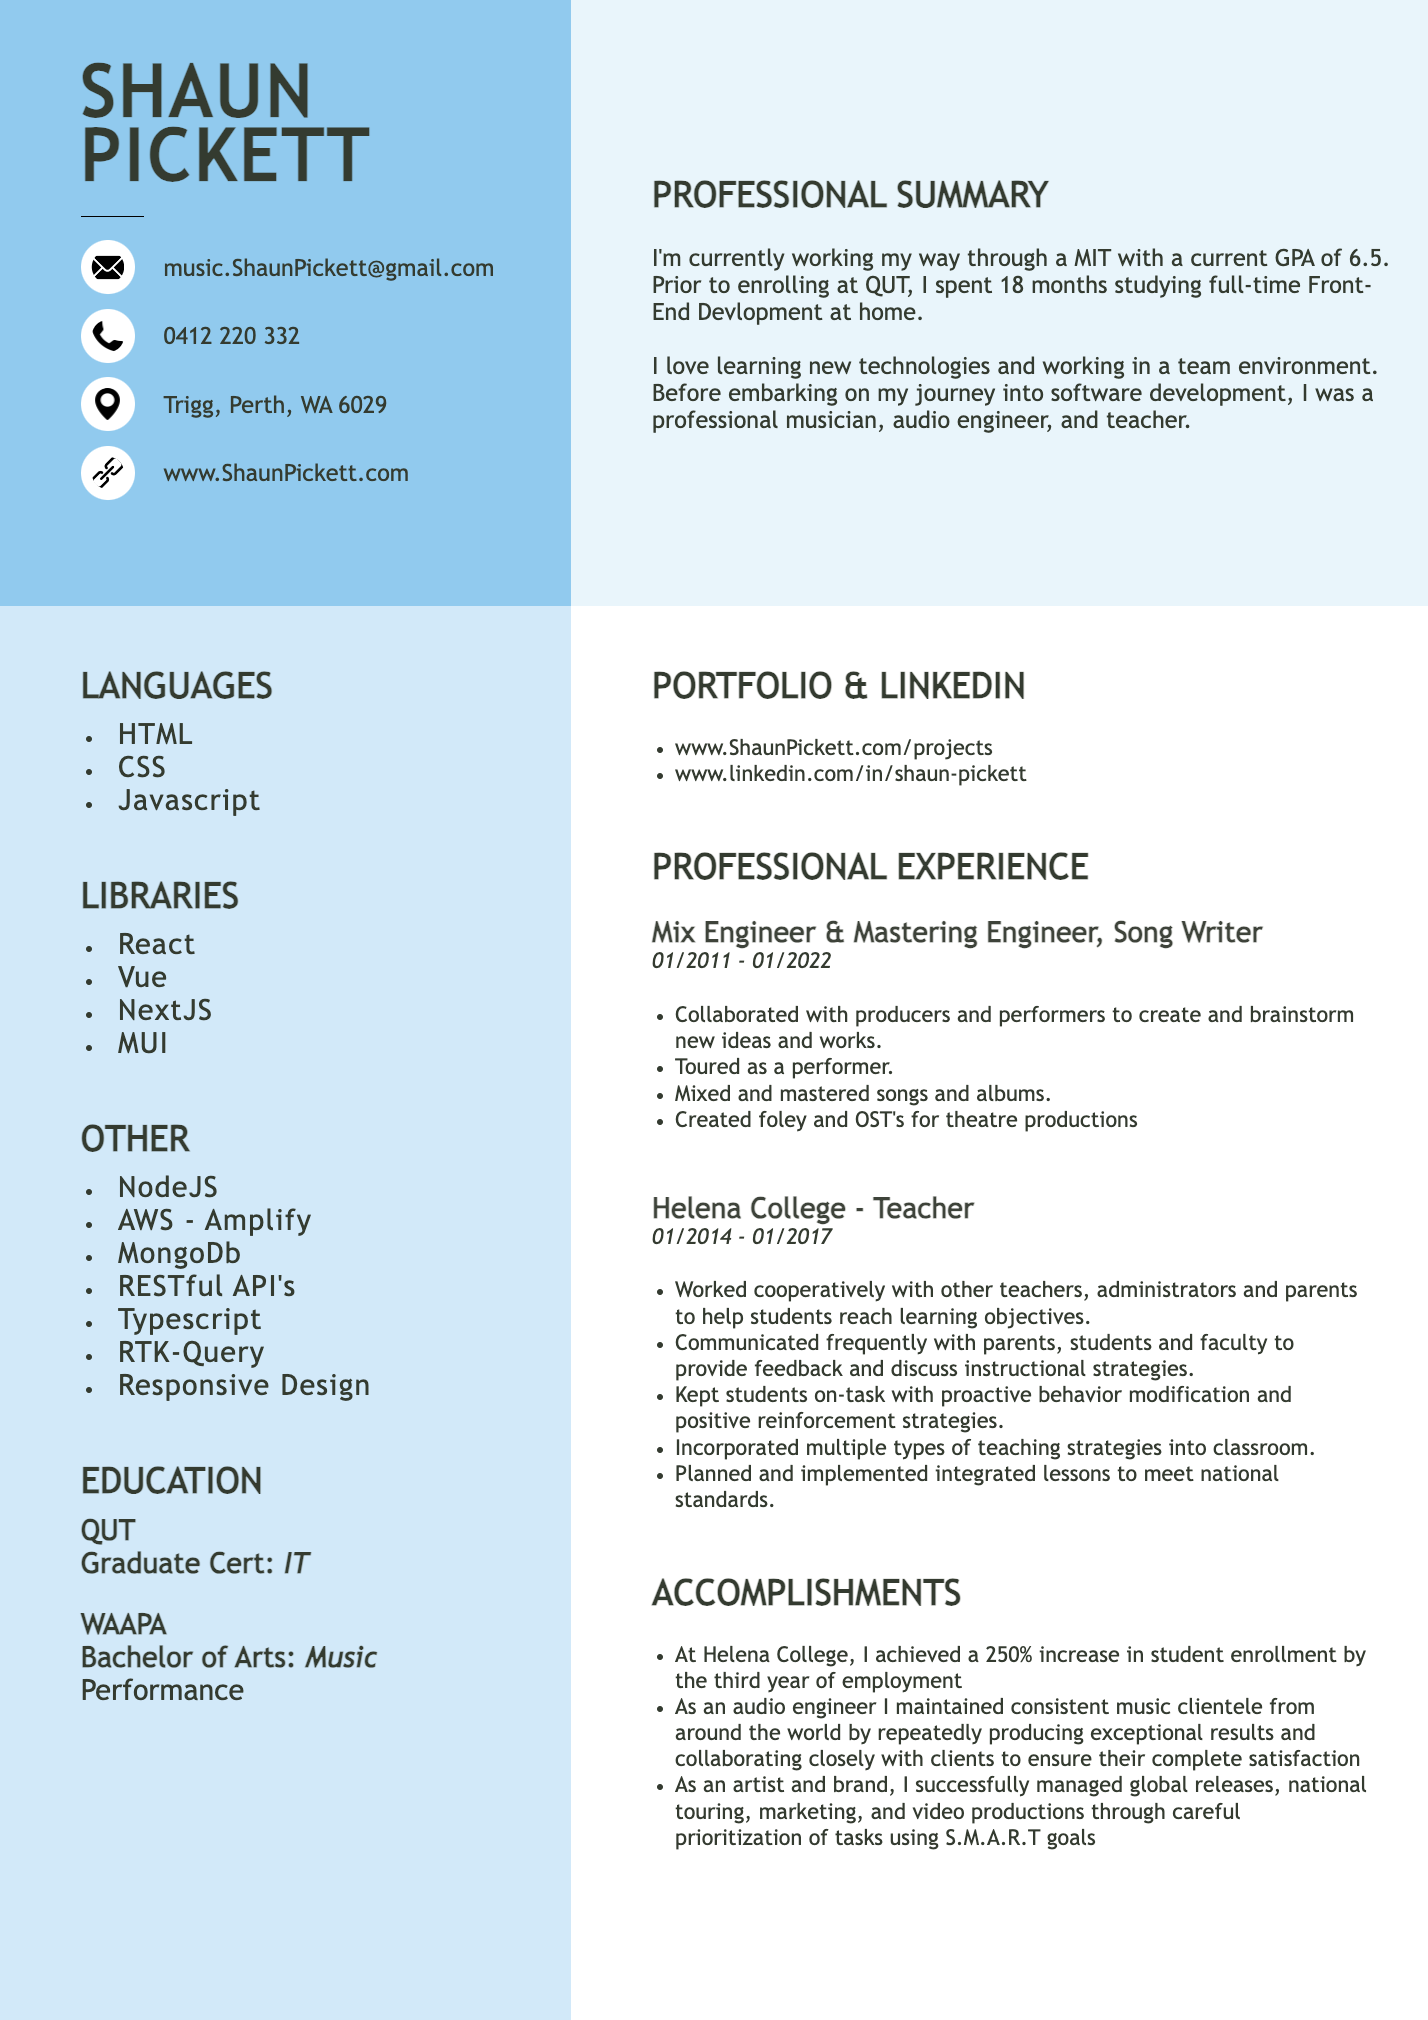 SHAUN
PICKETT
music.ShaunPickett@gmail.com
0412 220 332
Trigg, Perth, WA 6029
www.ShaunPickett.com
PROFESSIONAL SUMMARY
I'm currently working my way through a MIT with a current GPA of 6.5.
Prior to enrolling at QUT, I spent 18 months studying full-time Front-
End Devlopment at home.
I love learning new technologies and working in a team environment.
Before embarking on my journey into software development, I was a
professional musician, audio engineer, and teacher.
LANGUAGES
• HTML
• CSS
• Javascript
LIBRARIES
• React
• Vue
• NextJS
• MUI
OTHER
• NodeJS
• AWS - Amplify
• MongoDb
• RESTful API's
• Typescript
• RTK-Query
• Responsive Design
EDUCATION
QUT
Graduate Cert: IT
WAAPA
Bachelor of Arts: Music
Performance
PORTFOLIO & LINKEDIN
• www.ShaunPickett.com/projects
• www.linkedin.com/in/shaun-pickett
PROFESSIONAL EXPERIENCE
Mix Engineer & Mastering Engineer, Song Writer
01/2011 - 01/2022
• Collaborated with producers and performers to create and brainstorm
new ideas and works.
• Toured as a performer.
• Mixed and mastered songs and albums.
• Created foley and OST's for theatre productions
Helena College - Teacher
01/2014 - 01/2017
• Worked cooperatively with other teachers, administrators and parents
to help students reach learning objectives.
• Communicated frequently with parents, students and faculty to
provide feedback and discuss instructional strategies.
• Kept students on-task with proactive behavior modification and
positive reinforcement strategies.
• Incorporated multiple types of teaching strategies into classroom.
• Planned and implemented integrated lessons to meet national
standards.
ACCOMPLISHMENTS
• At Helena College, I achieved a 250% increase in student enrollment by
the third year of employment
• As an audio engineer I maintained consistent music clientele from
around the world by repeatedly producing exceptional results and
collaborating closely with clients to ensure their complete satisfaction
• As an artist and brand, I successfully managed global releases, national
touring, marketing, and video productions through careful
prioritization of tasks using S.M.A.R.T goals